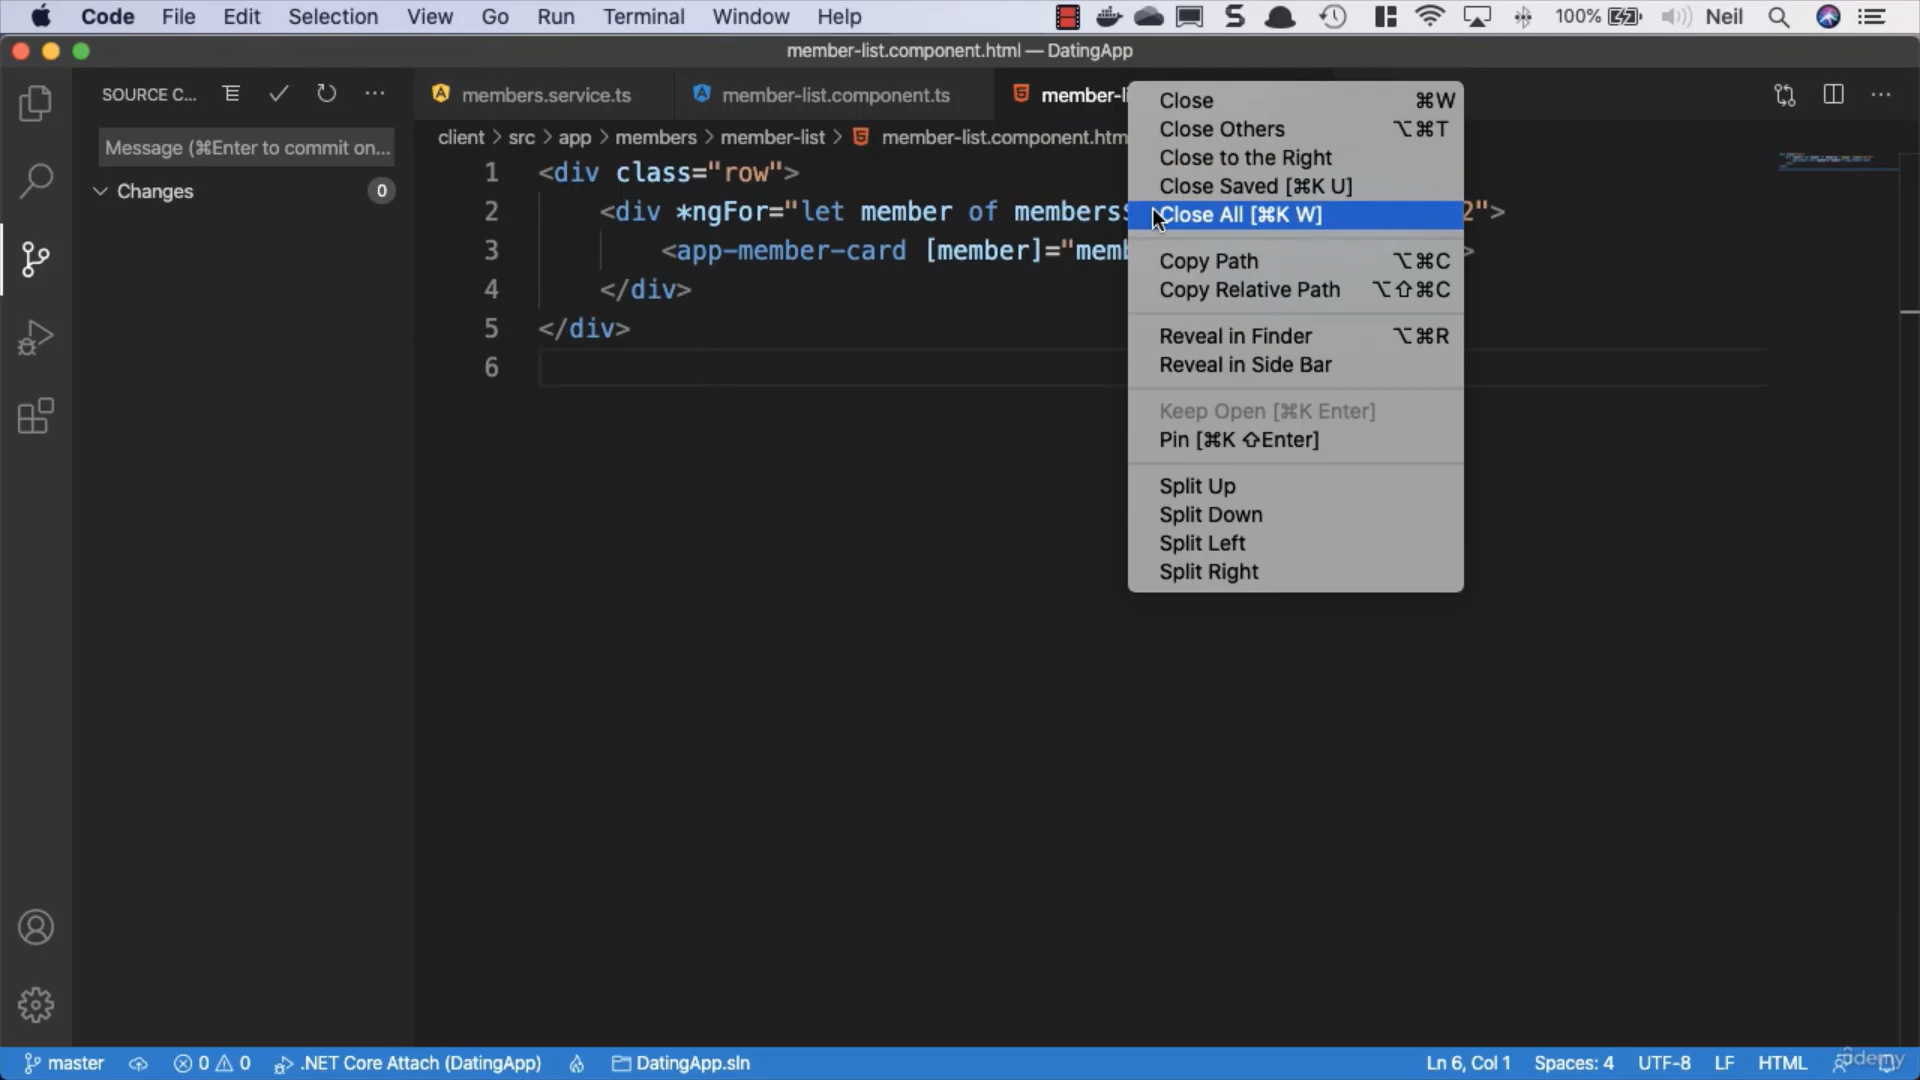 Code File Edit Selection View Go Run Terminal Window Help 100% Neil
member-list.component.html — DatingApp
SOURCE C...
members.service.ts member-list.component.ts member-li
Message (⌘Enter to commit on...
Changes 0
client > src > app > members > member-list > member-list.component.htm
1 <div class="row">
2 <div *ngFor="let member of members$ 2">
3 <app-member-card [member]="memb >
4 </div>
5 </div>
6
Close ⌘W
Close Others ⌥⌘T
Close to the Right
Close Saved [⌘K U]
Close All [⌘K W]
Copy Path ⌥⌘C
Copy Relative Path ⌥⇧⌘C
Reveal in Finder ⌥⌘R
Reveal in Side Bar
Keep Open [⌘K Enter]
Pin [⌘K ⇧Enter]
Split Up
Split Down
Split Left
Split Right
master 0 0 .NET Core Attach (DatingApp) DatingApp.sln Ln 6, Col 1 Spaces: 4 UTF-8 LF HTML
udemy